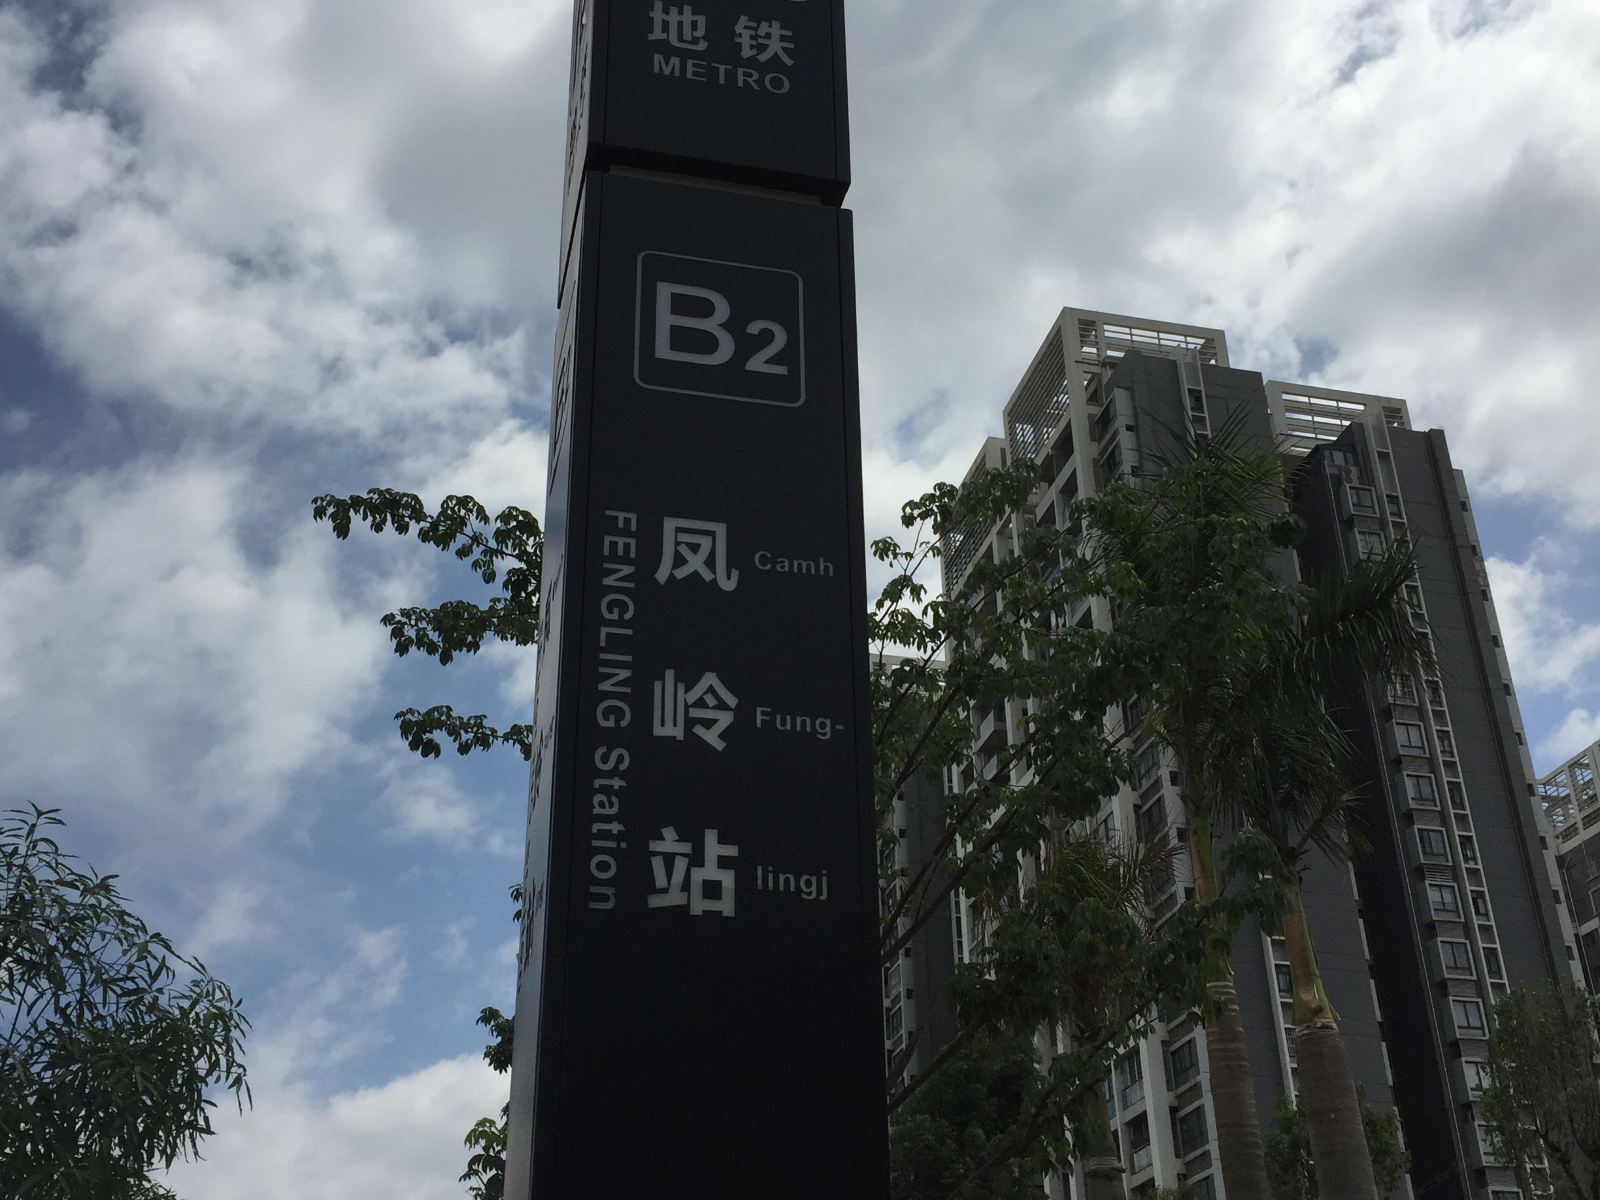 地铁
METRO
B2
凤岭站
FENGLING Station
Camh
Fung-
lingj